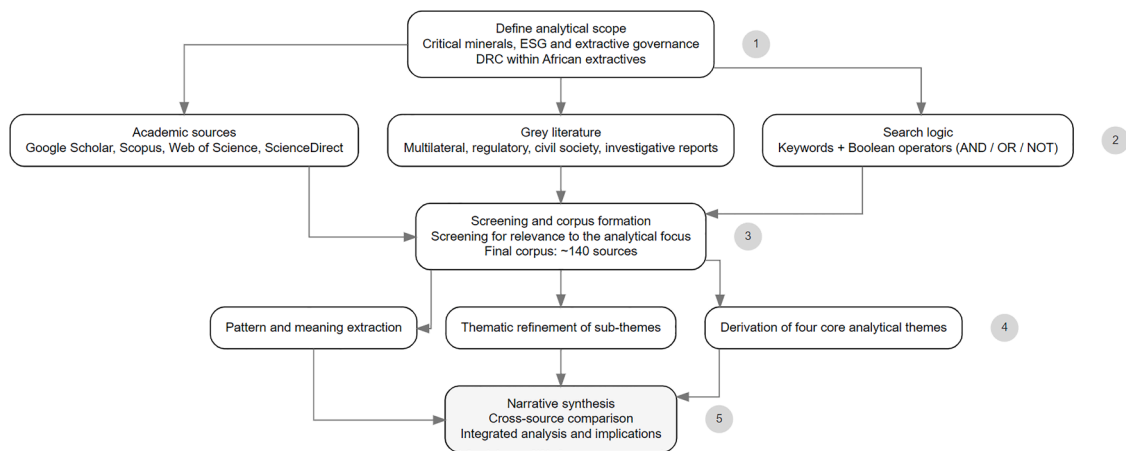 Define analytical scope
Critical minerals, ESG and extractive governance
DRC within African extractives
1
Academic sources
Google Scholar, Scopus, Web of Science, ScienceDirect
Grey literature
Multilateral, regulatory, civil society, investigative reports
Search logic
Keywords + Boolean operators (AND / OR / NOT)
2
Screening and corpus formation
Screening for relevance to the analytical focus
Final corpus: ~140 sources
3
Pattern and meaning extraction
Thematic refinement of sub-themes
Derivation of four core analytical themes
4
Narrative synthesis
Cross-source comparison
Integrated analysis and implications
5